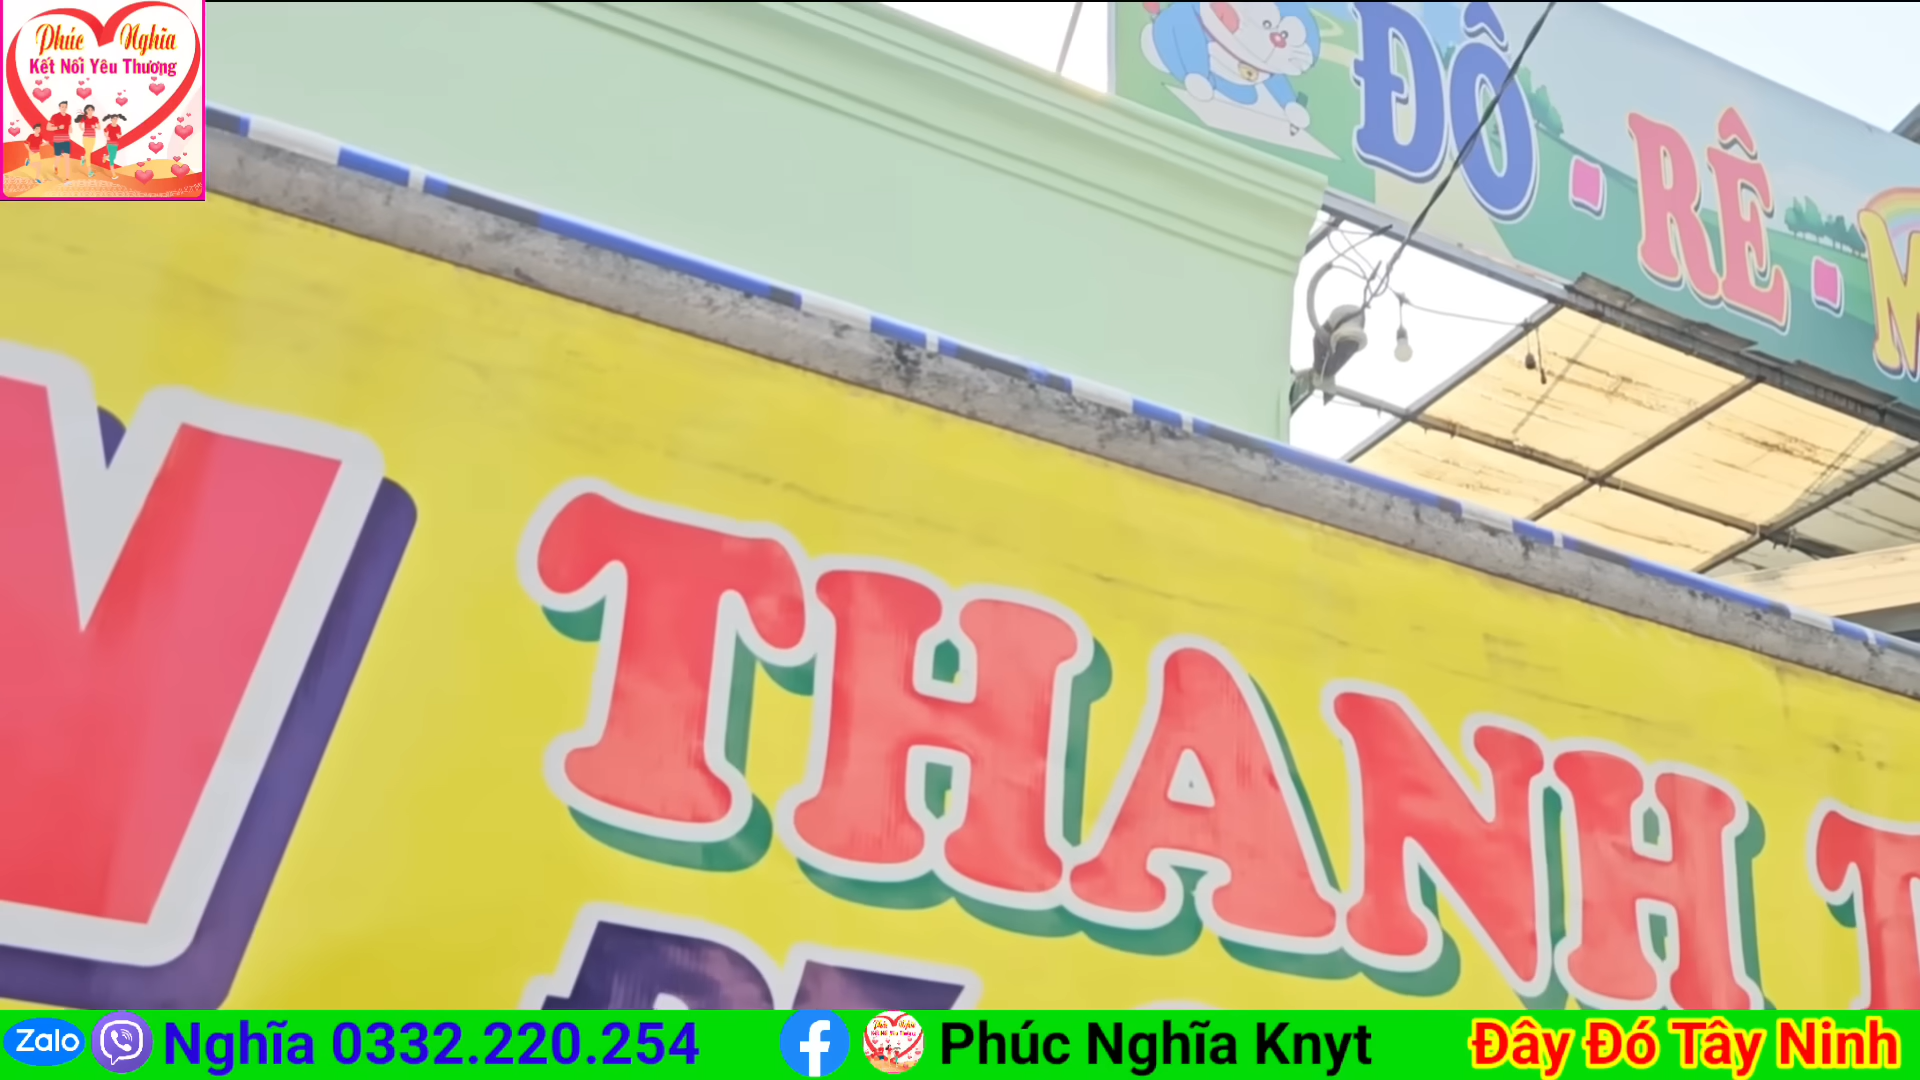 Phúc Nghĩa
Kết Nối Yêu Thương
ĐÔ - RÊ - M
THANH T
Zalo
Nghĩa 0332.220.254
Phúc Nghĩa Knyt
Đây Đó Tây Ninh